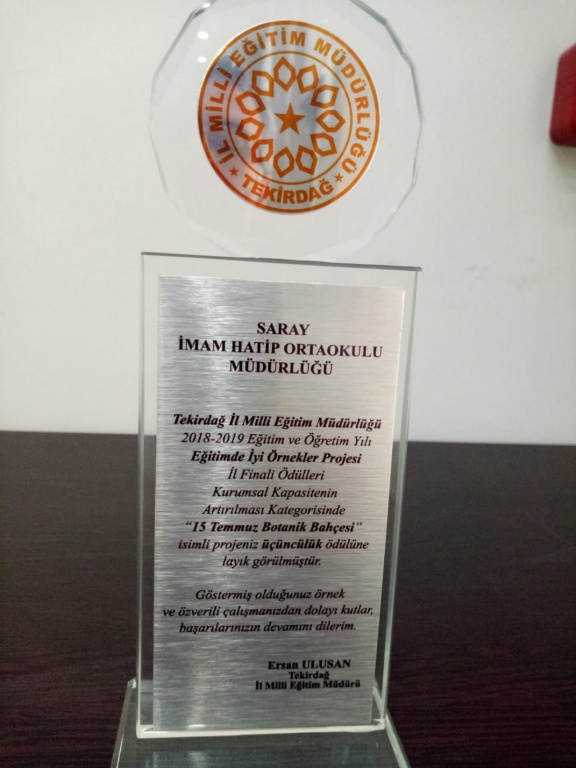 İL MİLLİ EĞİTİM MÜDÜRLÜĞÜ
TEKİRDAĞ
SARAY
İMAM HATİP ORTAOKULU
MÜDÜRLÜĞÜ
Tekirdağ İl Milli Eğitim Müdürlüğü
2018-2019 Eğitim ve Öğretim Yılı
Eğitimde İyi Örnekler Projesi
İl Finali Ödülleri
Kurumsal Kapasitenin
Artırılması Kategorisinde
"15 Temmuz Botanik Bahçesi"
isimli projeniz üçüncülük ödülüne
layık görülmüştür.
Göstermiş olduğunuz örnek
ve özverili çalışmanızdan dolayı kutlar,
başarılarınızın devamını dilerim.
Ersan ULUSAN
Tekirdağ
İl Milli Eğitim Müdürü